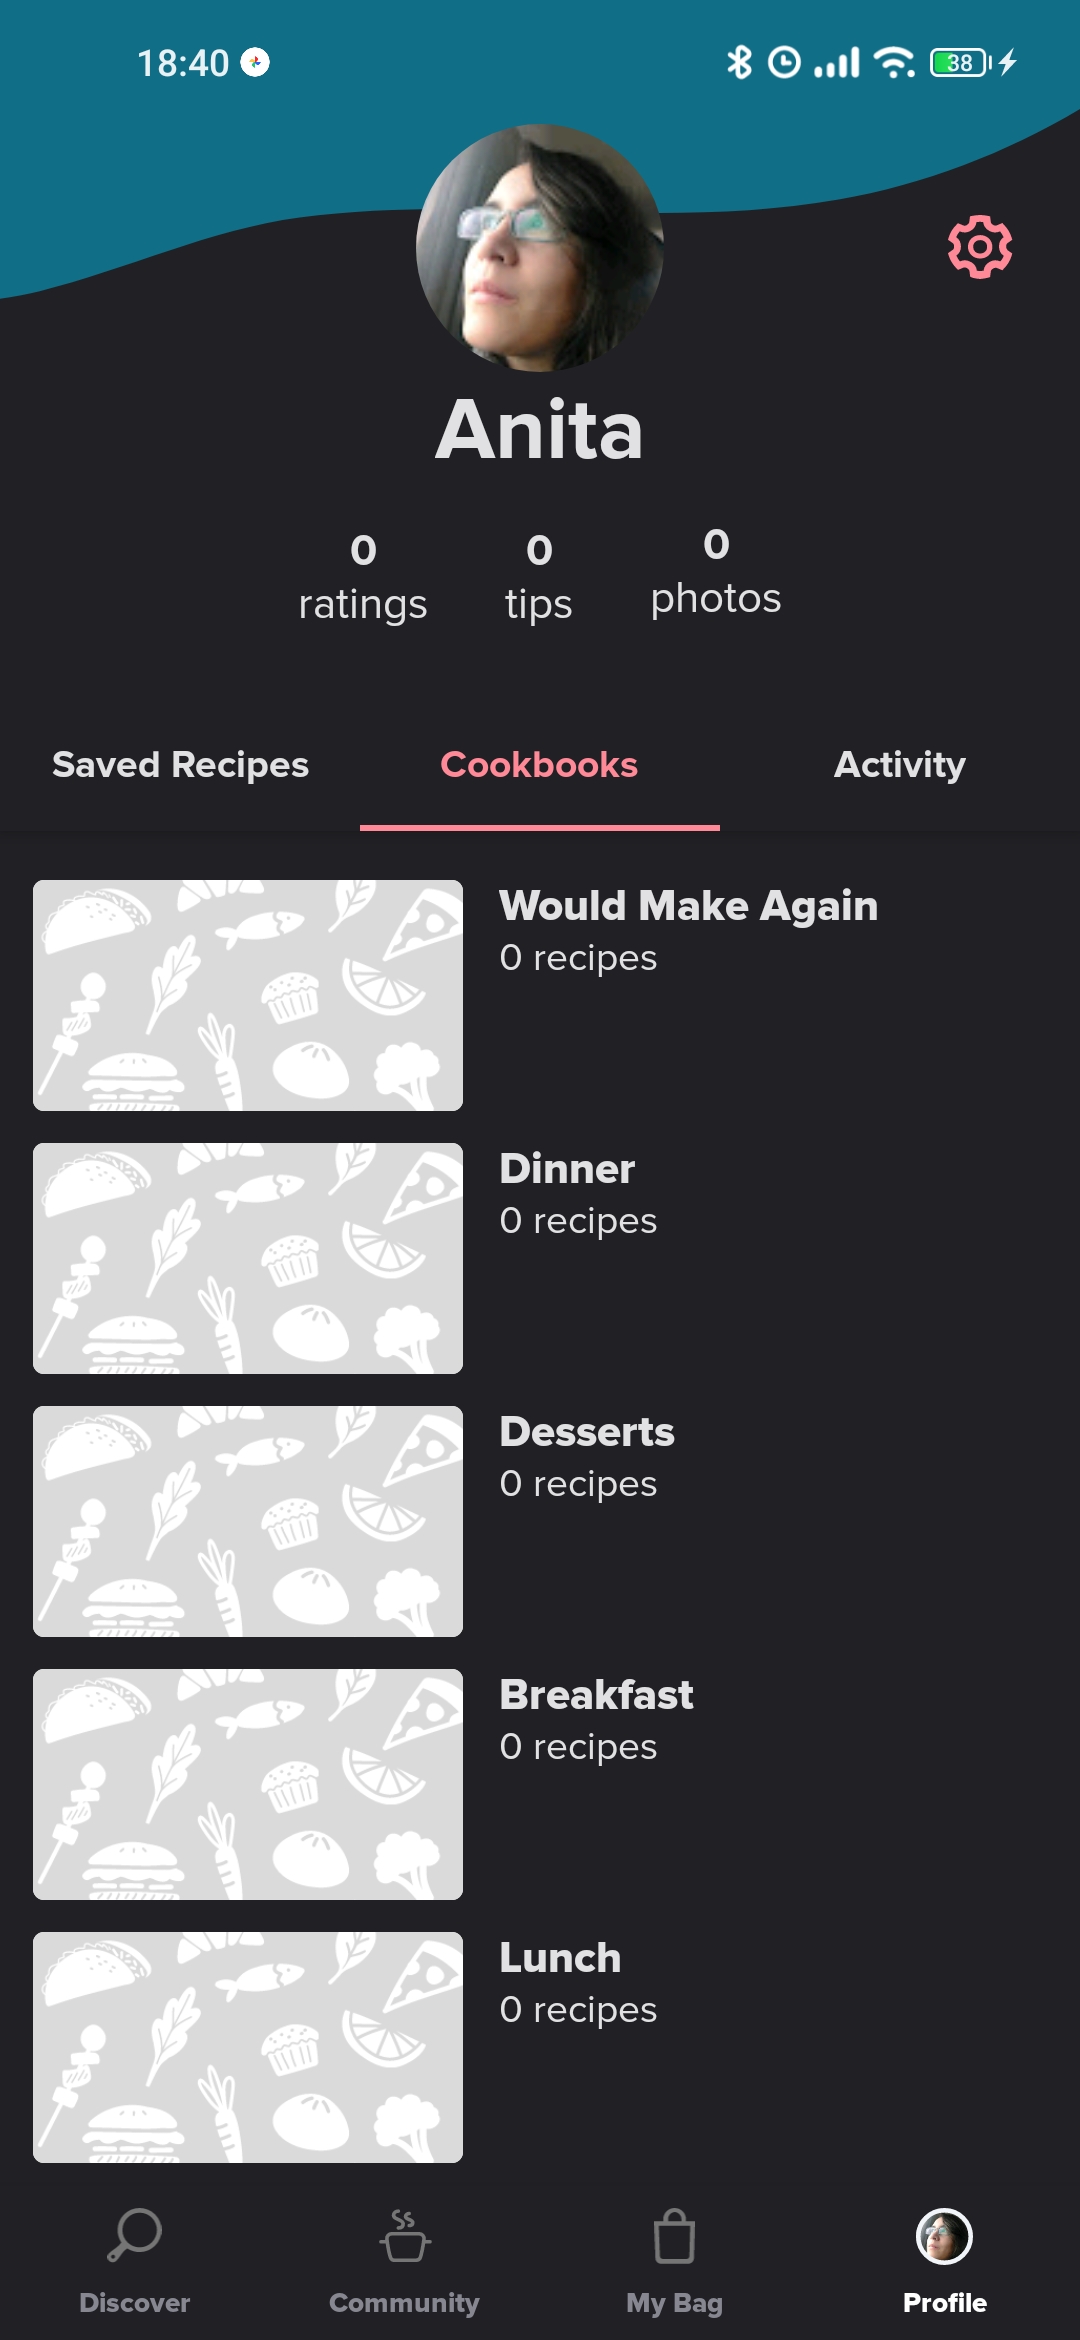 18:40
38
Anita
0 ratings
0 tips
0 photos
Saved Recipes
Cookbooks
Activity
Would Make Again
0 recipes
Dinner
0 recipes
Desserts
0 recipes
Breakfast
0 recipes
Lunch
0 recipes
Discover
Community
My Bag
Profile